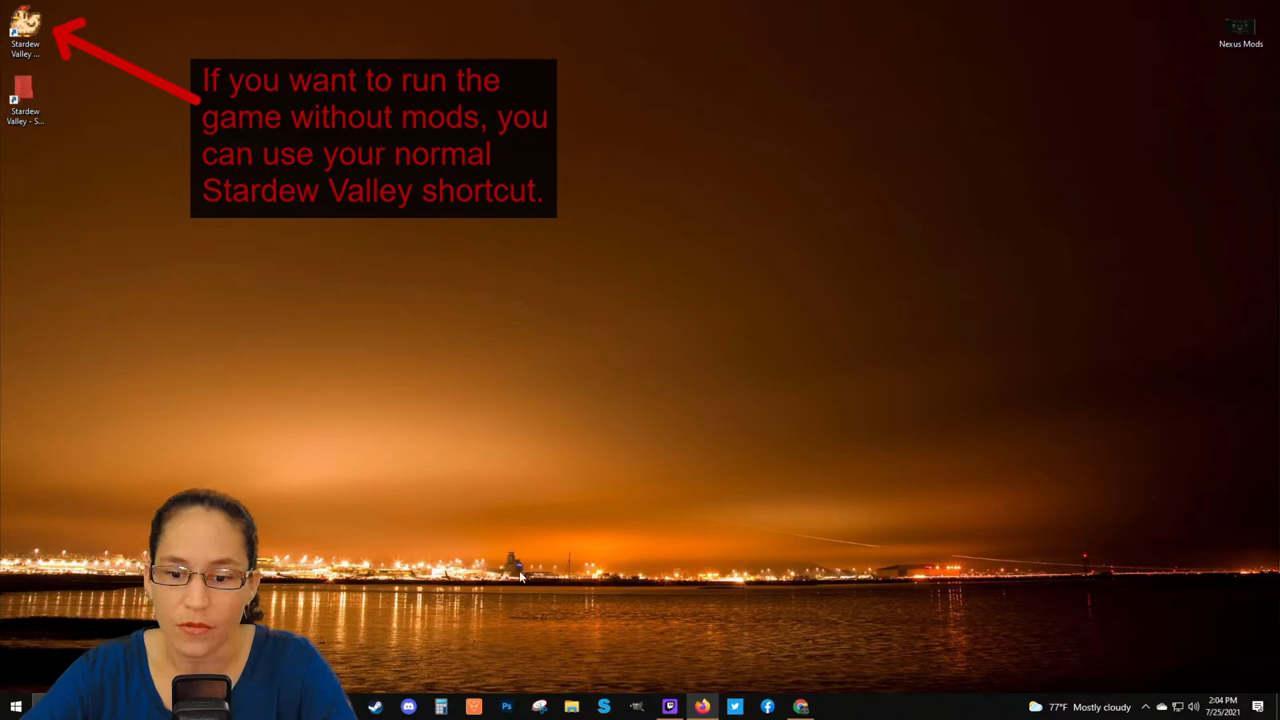 Stardew
Valley ...
Stardew
Valley - S...
Nexus Mods
If you want to run the
game without mods, you
can use your normal
Stardew Valley shortcut.
Ps
77°F Mostly cloudy
2:04 PM
7/25/2021